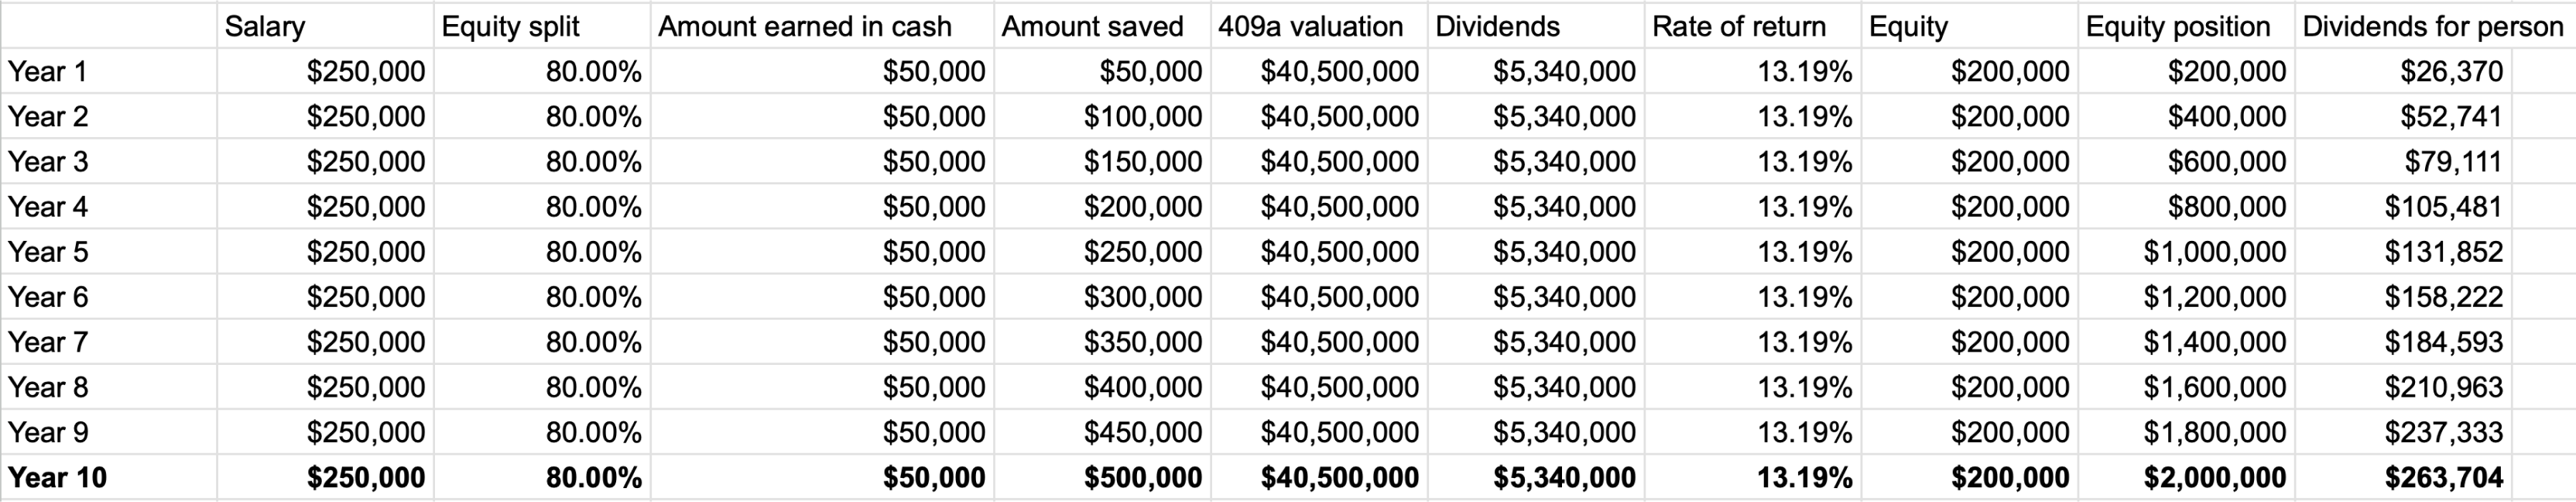 Salary Equity split Amount earned in cash Amount saved 409a valuation Dividends Rate of return Equity Equity position Dividends for person
Year 1 $250,000 80.00% $50,000 $50,000 $40,500,000 $5,340,000 13.19% $200,000 $200,000 $26,370
Year 2 $250,000 80.00% $50,000 $100,000 $40,500,000 $5,340,000 13.19% $200,000 $400,000 $52,741
Year 3 $250,000 80.00% $50,000 $150,000 $40,500,000 $5,340,000 13.19% $200,000 $600,000 $79,111
Year 4 $250,000 80.00% $50,000 $200,000 $40,500,000 $5,340,000 13.19% $200,000 $800,000 $105,481
Year 5 $250,000 80.00% $50,000 $250,000 $40,500,000 $5,340,000 13.19% $200,000 $1,000,000 $131,852
Year 6 $250,000 80.00% $50,000 $300,000 $40,500,000 $5,340,000 13.19% $200,000 $1,200,000 $158,222
Year 7 $250,000 80.00% $50,000 $350,000 $40,500,000 $5,340,000 13.19% $200,000 $1,400,000 $184,593
Year 8 $250,000 80.00% $50,000 $400,000 $40,500,000 $5,340,000 13.19% $200,000 $1,600,000 $210,963
Year 9 $250,000 80.00% $50,000 $450,000 $40,500,000 $5,340,000 13.19% $200,000 $1,800,000 $237,333
Year 10 $250,000 80.00% $50,000 $500,000 $40,500,000 $5,340,000 13.19% $200,000 $2,000,000 $263,704